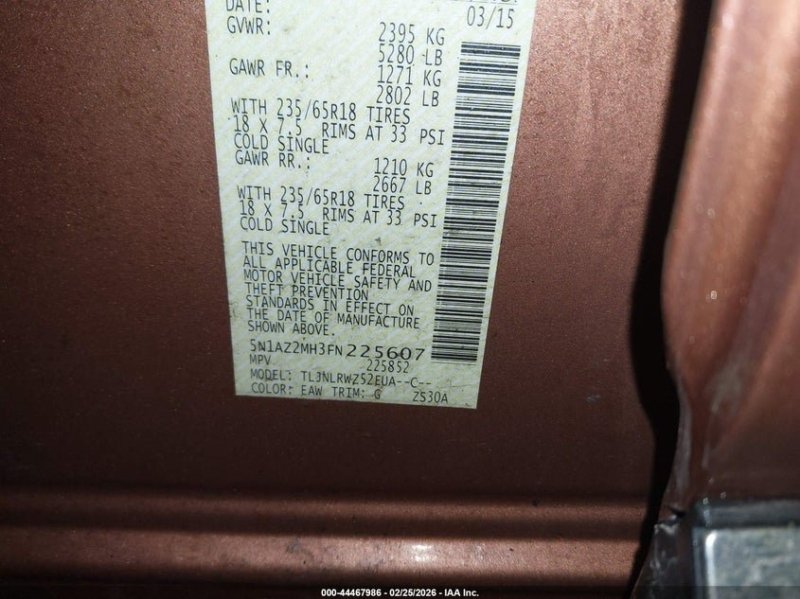 DATE:
03/15
GVWR: 2395 KG
5280 LB
GAWR FR.: 1271 KG
2802 LB
WITH 235/65R18 TIRES
18 X 7.5 RIMS AT 33 PSI
COLD SINGLE
GAWR RR.: 1210 KG
2667 LB
WITH 235/65R18 TIRES
18 X 7.5 RIMS AT 33 PSI
COLD SINGLE
THIS VEHICLE CONFORMS TO
ALL APPLICABLE FEDERAL
MOTOR VEHICLE SAFETY AND
THEFT PREVENTION
STANDARDS IN EFFECT ON
THE DATE OF MANUFACTURE
SHOWN ABOVE.
5N1AZ2MH3FN225607
MPV 225852
MODEL:
COLOR: EAW TRIM: G ZS30A
000-44467986 - 02/25/2026 - IAA Inc.